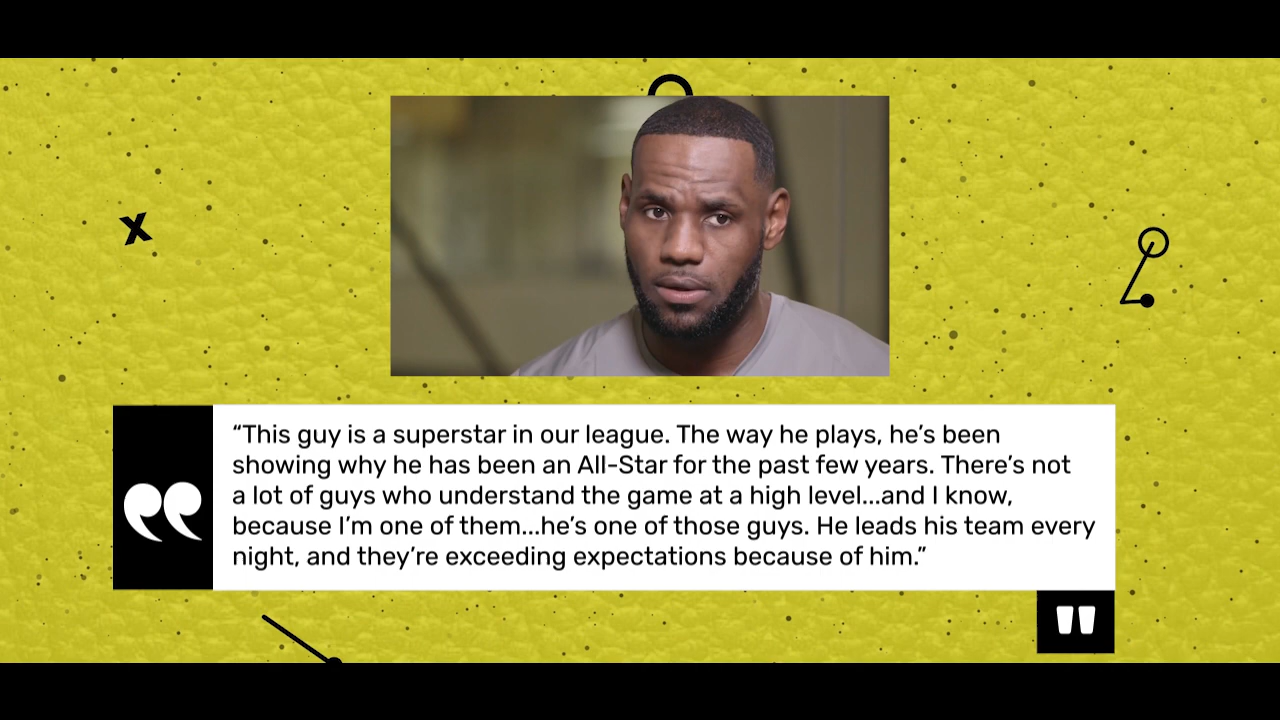 “This guy is a superstar in our league. The way he plays, he’s been
showing why he has been an All-Star for the past few years. There’s not
a lot of guys who understand the game at a high level...and I know,
because I’m one of them...he’s one of those guys. He leads his team every
night, and they’re exceeding expectations because of him.”